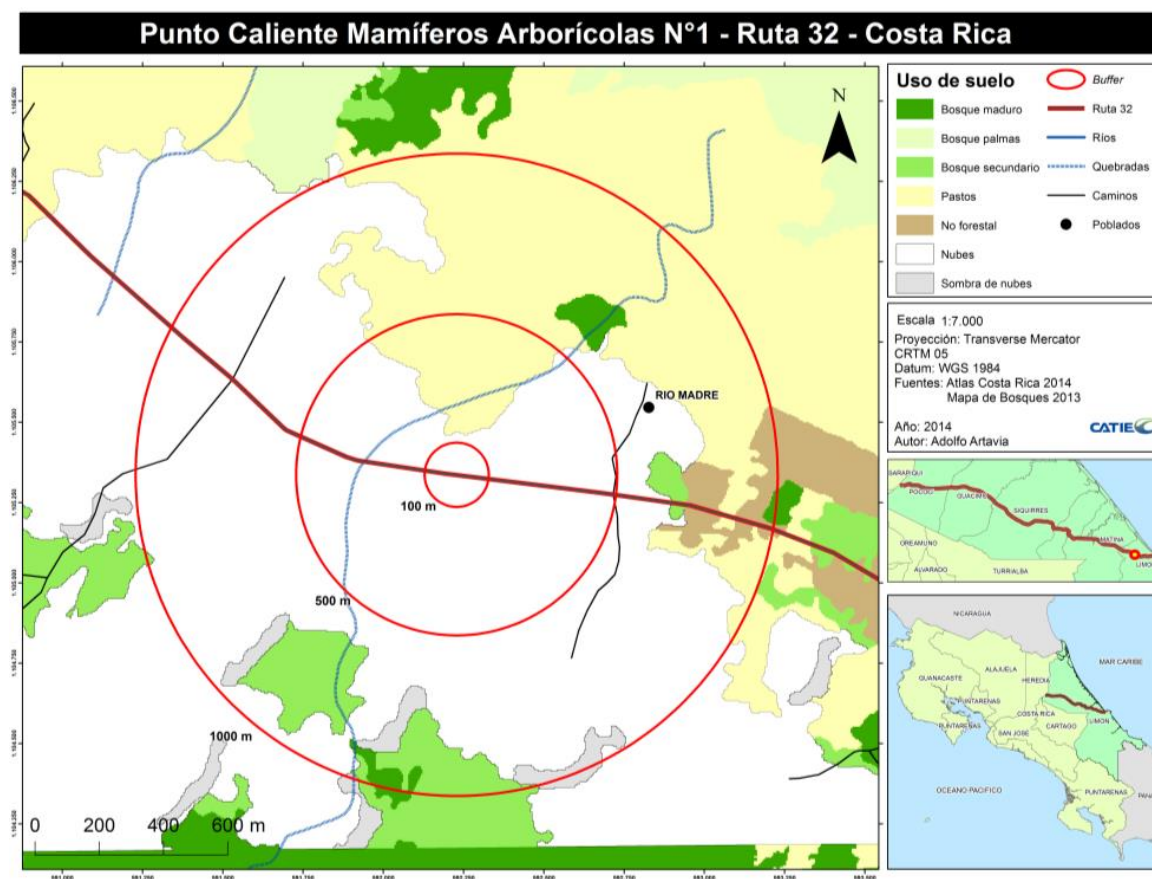 Punto Caliente Mamíferos Arborícolas N°1 - Ruta 32 - Costa Rica
N
RIO MADRE
100 m
500 m
1000 m
0 200 400 600 m
Uso de suelo
Bosque maduro
Bosque palmas
Bosque secundario
Pastos
No forestal
Nubes
Sombra de nubes
Buffer
Ruta 32
Ríos
Quebradas
Caminos
Poblados
Escala 1:7.000
Proyección: Transverse Mercator
CRTM 05
Datum: WGS 1984
Fuentes: Atlas Costa Rica 2014
Mapa de Bosques 2013
Año: 2014
Autor: Adolfo Artavia
CATIE
SARAPIQUI
POCOCI
GUACIMO
SIQUIRRES
MATINA
LIMON
OREAMUNO
ALVARADO
TURRIALBA
NICARAGUA
MAR CARIBE
ALAJUELA
HEREDIA
GUANACASTE
PUNTARENAS
PUNTARENAS
COSTA RICA
LIMON
CARTAGO
SAN JOSE
PUNTARENAS
OCEANO PACIFICO